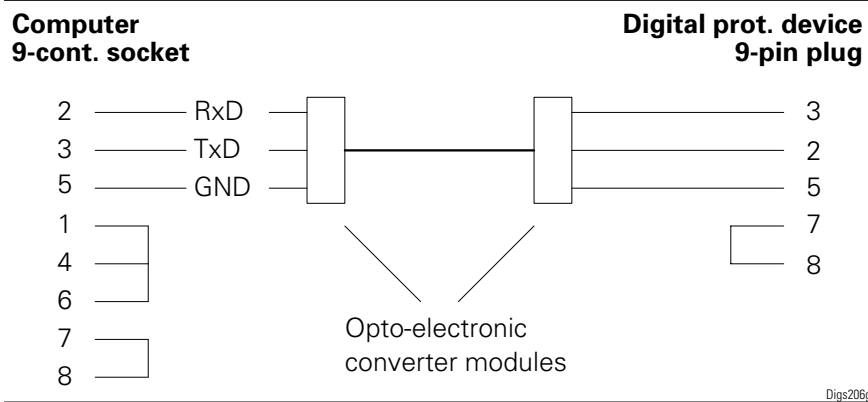 Computer Digital prot. device
9-cont. socket 9-pin plug
2 RxD 3
3 TxD 2
5 GND 5
1 7
4 8
6
7 Opto-electronic
8 converter modules
Digs206p